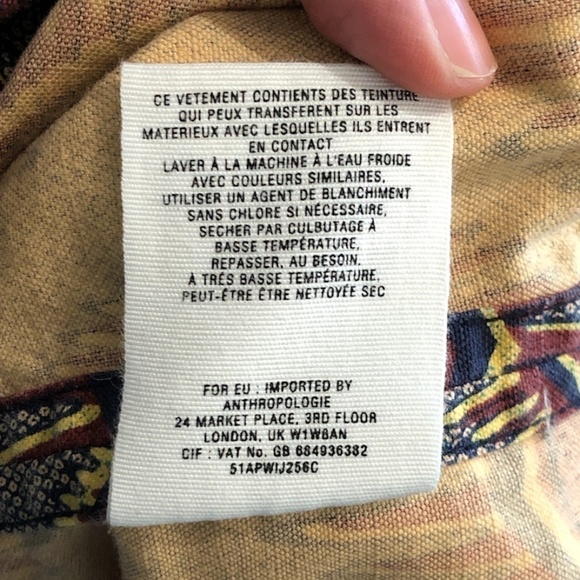 CE VETEMENT CONTIENTS DES TEINTURE
QUI PEUX TRANSFERENT SUR LES
MATERIEUX AVEC LESQUELLES ILS ENTRENT
EN CONTACT
LAVER À LA MACHINE À L'EAU FROIDE
AVEC COULEURS SIMILAIRES,
UTILISER UN AGENT DE BLANCHIMENT
SANS CHLORE SI NÉCESSAIRE,
SECHER PAR CULBUTAGE À
BASSE TEMPÉRATURE,
REPASSER, AU BESOIN.
À TRÉS BASSE TEMPÉRATURE,
PEUT-ÊTRE ÊTRE NETTOYÉE SEC
FOR EU : IMPORTED BY
ANTHROPOLOGIE
24 MARKET PLACE, 3RD FLOOR
LONDON, UK W1W8AN
CIF : VAT No. GB 684936382
51APWIJ256C